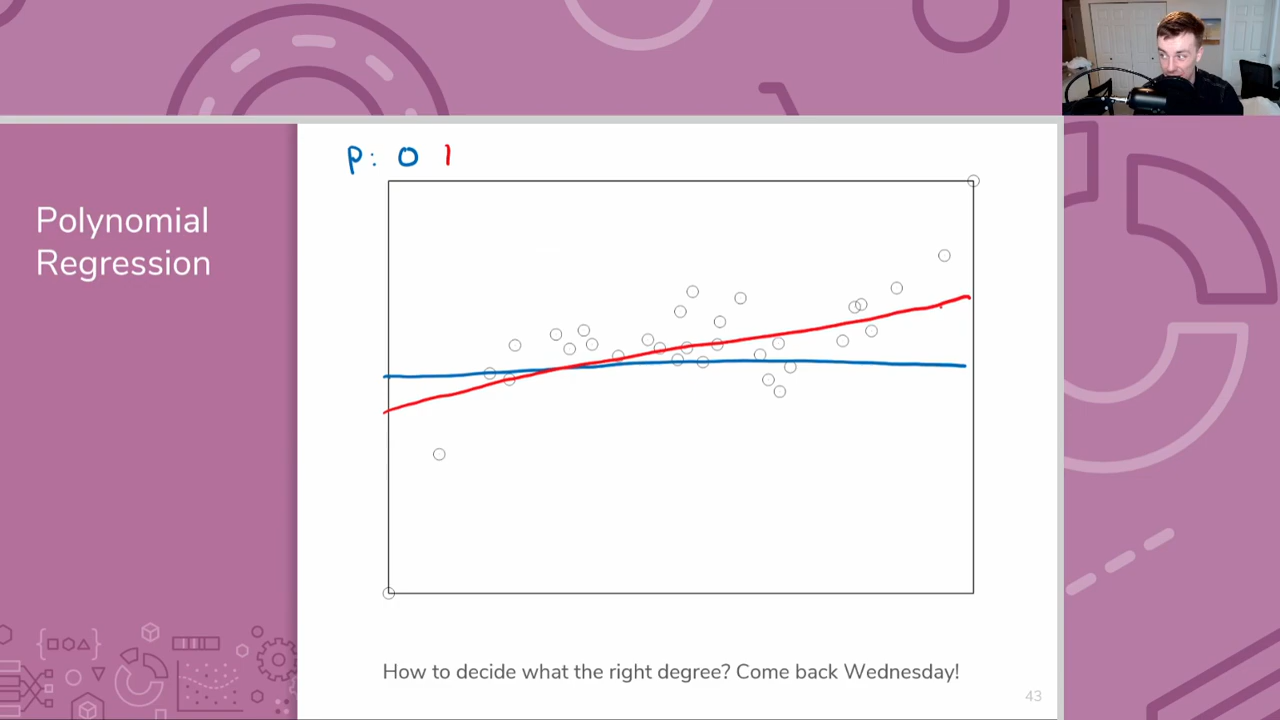 Polynomial
Regression
p: 0 1
How to decide what the right degree? Come back Wednesday!
43